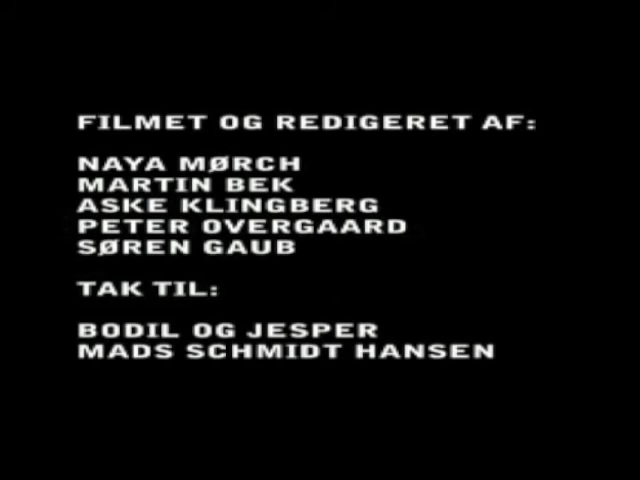 FILMET OG REDIGERET AF:
NAYA MØRCH
MARTIN BEK
ASKE KLINGBERG
PETER OVERGAARD
SØREN GAUB
TAK TIL:
BODIL OG JESPER
MADS SCHMIDT HANSEN